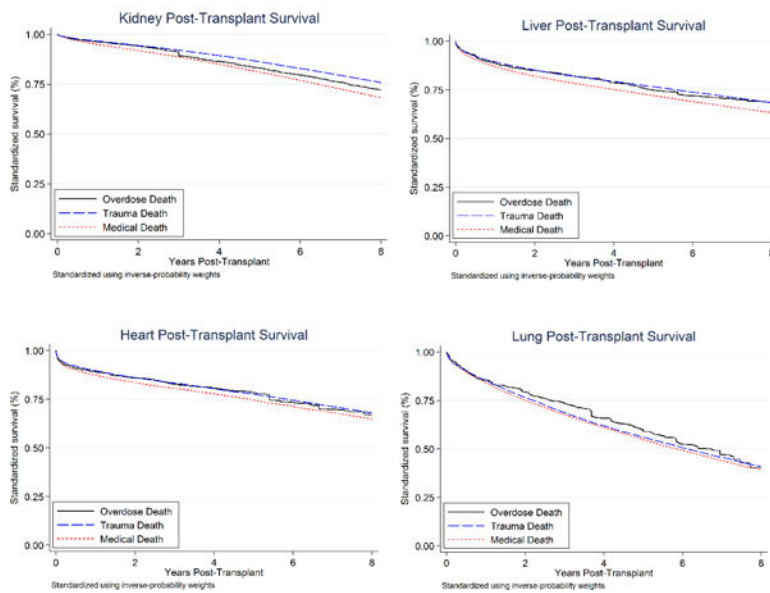 Kidney Post-Transplant Survival
Standardized survival (%)
1.00
0.75
0.50
0.25
0.00
Overdose Death
Trauma Death
Medical Death
0 2 4 6 8
Years Post-Transplant
Standardized using inverse-probability weights
Liver Post-Transplant Survival
Standardized survival (%)
1.00
0.75
0.50
0.25
0.00
Overdose Death
Trauma Death
Medical Death
0 2 4 6 8
Years Post-Transplant
Standardized using inverse-probability weights
Heart Post-Transplant Survival
Standardized survival (%)
1.00
0.75
0.50
0.25
0.00
Overdose Death
Trauma Death
Medical Death
0 2 4 6 8
Years Post-Transplant
Standardized using inverse-probability weights
Lung Post-Transplant Survival
Standardized survival (%)
1.00
0.75
0.50
0.25
0.00
Overdose Death
Trauma Death
Medical Death
0 2 4 6 8
Years Post-Transplant
Standardized using inverse-probability weights